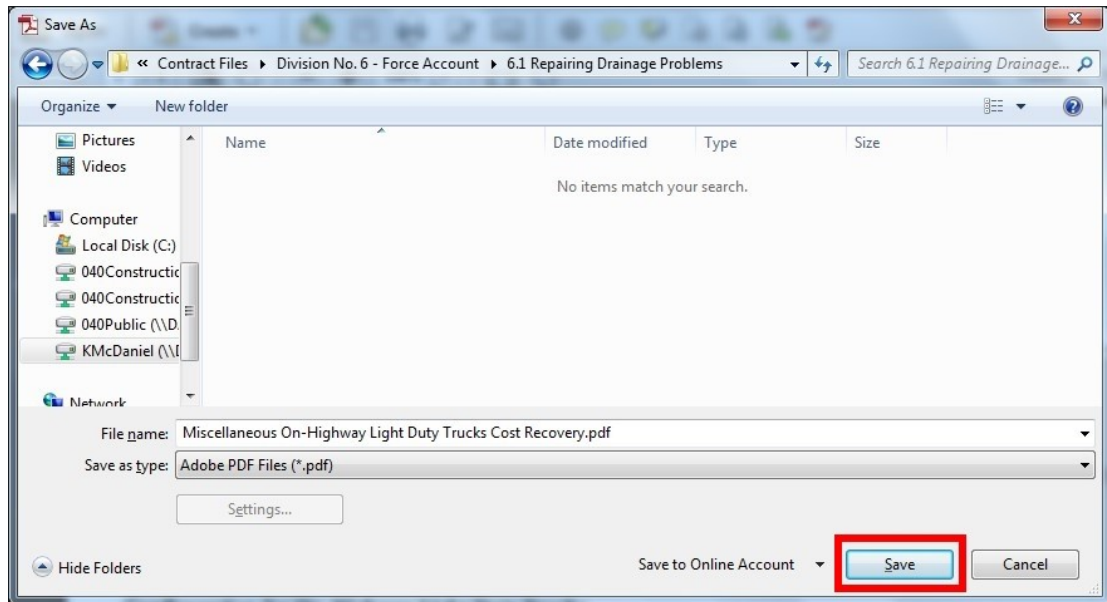 Save As
« Contract Files ▸ Division No. 6 - Force Account ▸ 6.1 Repairing Drainage Problems
Search 6.1 Repairing Drainage...
Organize ▾ New folder
Pictures
Videos
Computer
Local Disk (C:)
040Constructic
040Constructic
040Public (\\D
KMcDaniel (\\
Network
Name Date modified Type Size
No items match your search.
File name: Miscellaneous On-Highway Light Duty Trucks Cost Recovery.pdf
Save as type: Adobe PDF Files (*.pdf)
Settings...
Hide Folders Save to Online Account ▾ Save Cancel